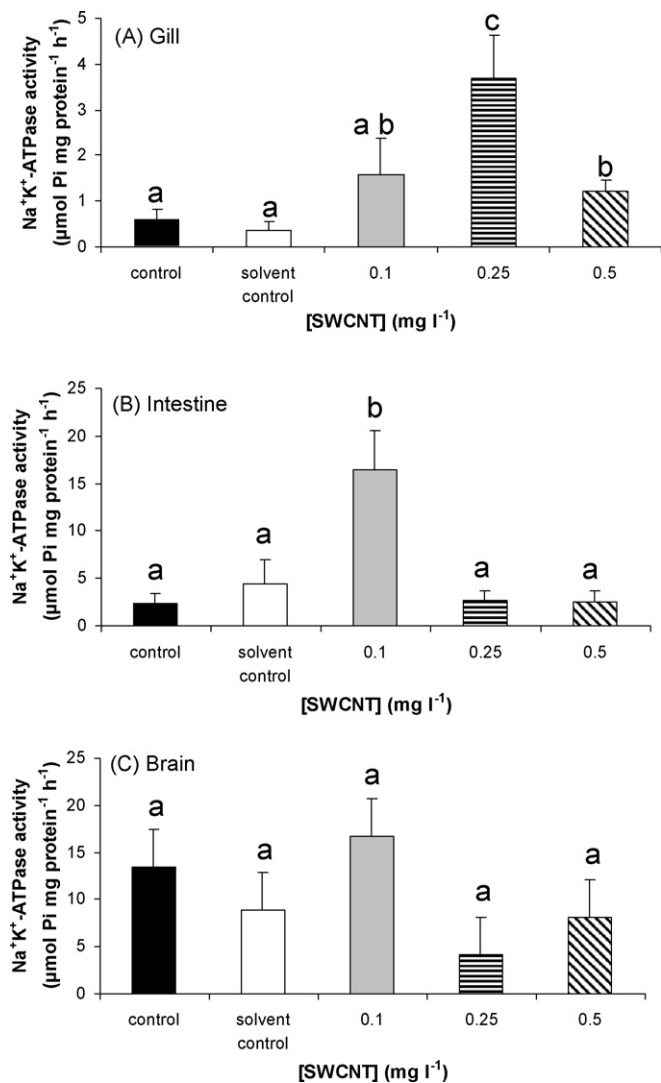 (A) Gill
Na⁺K⁺-ATPase activity
(µmol Pi mg protein⁻¹ h⁻¹)
5
4
3
2
1
0
a
a
a b
c
b
control
solvent
control
0.1
0.25
0.5
[SWCNT] (mg l⁻¹)
(B) Intestine
Na⁺K⁺-ATPase activity
(µmol Pi mg protein⁻¹ h⁻¹)
25
20
15
10
5
0
a
a
b
a
a
control
solvent
control
0.1
0.25
0.5
[SWCNT] (mg l⁻¹)
(C) Brain
Na⁺K⁺-ATPase activity
(µmol Pi mg protein⁻¹ h⁻¹)
25
20
15
10
5
0
a
a
a
a
a
control
solvent
control
0.1
0.25
0.5
[SWCNT] (mg l⁻¹)